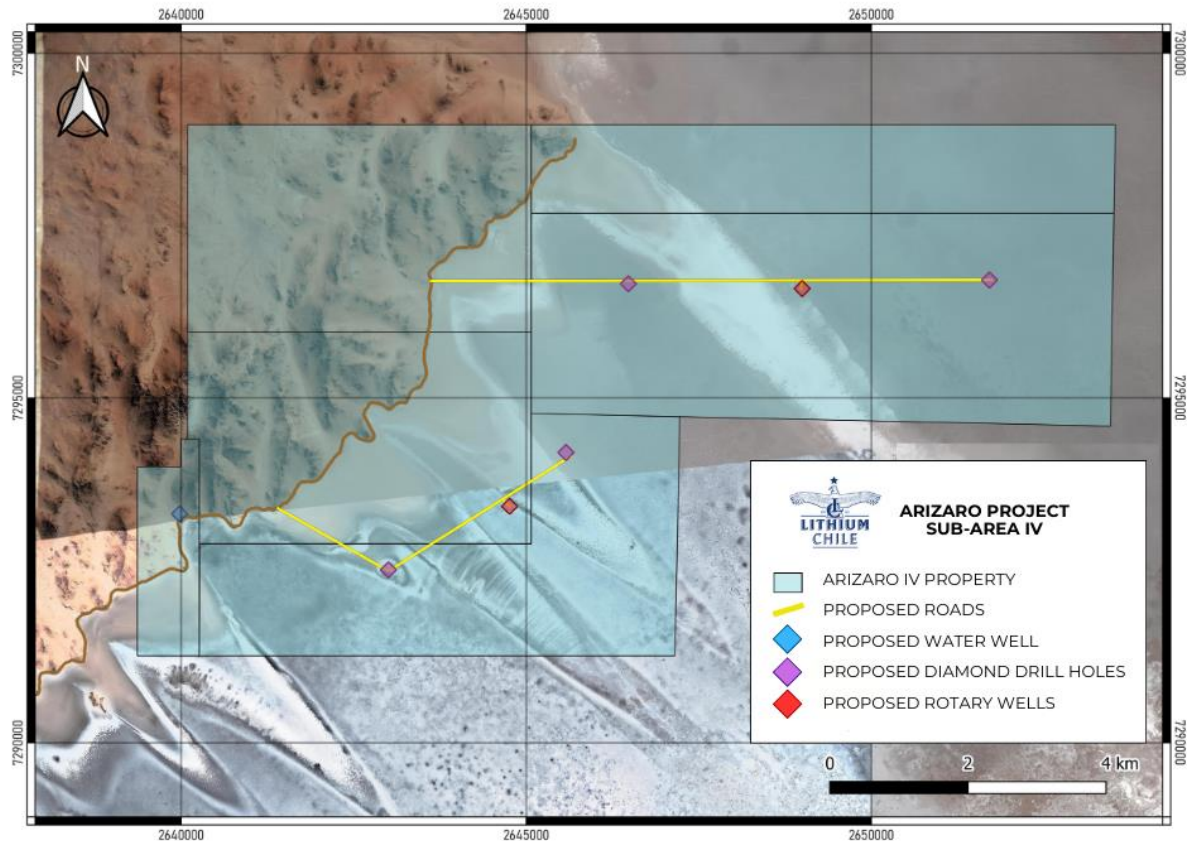 2640000 2645000 2650000
7300000 7300000
N
7295000 7295000
LC
LITHIUM
CHILE
ARIZARO PROJECT
SUB-AREA IV
ARIZARO IV PROPERTY
PROPOSED ROADS
PROPOSED WATER WELL
PROPOSED DIAMOND DRILL HOLES
PROPOSED ROTARY WELLS
7290000 7290000
0 2 4 km
2640000 2645000 2650000